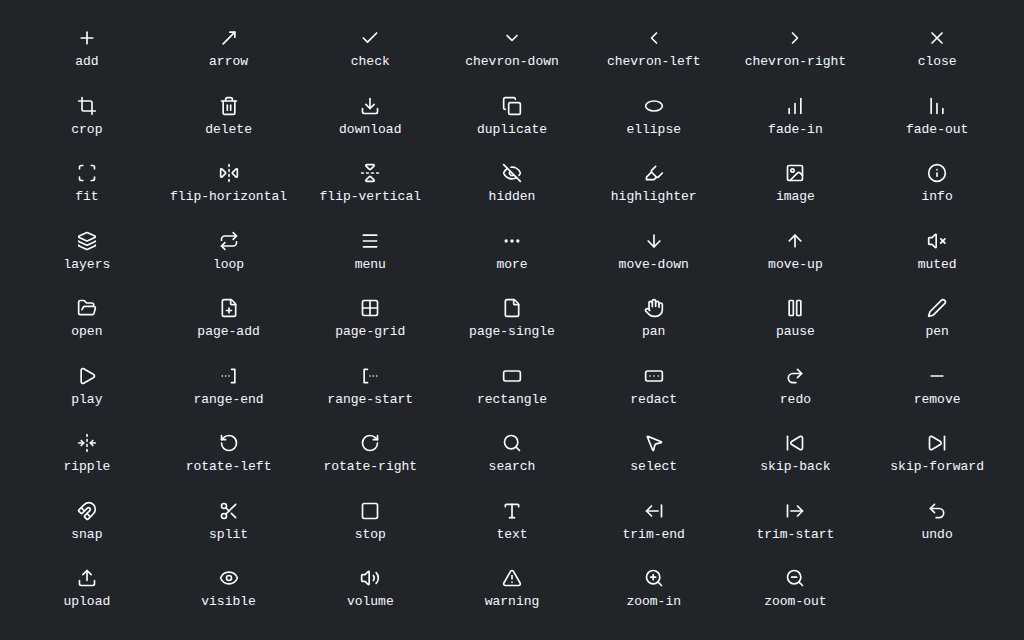 add arrow check chevron-down chevron-left chevron-right close
crop delete download duplicate ellipse fade-in fade-out
fit flip-horizontal flip-vertical hidden highlighter image info
layers loop menu more move-down move-up muted
open page-add page-grid page-single pan pause pen
play range-end range-start rectangle redact redo remove
ripple rotate-left rotate-right search select skip-back skip-forward
snap split stop text trim-end trim-start undo
upload visible volume warning zoom-in zoom-out